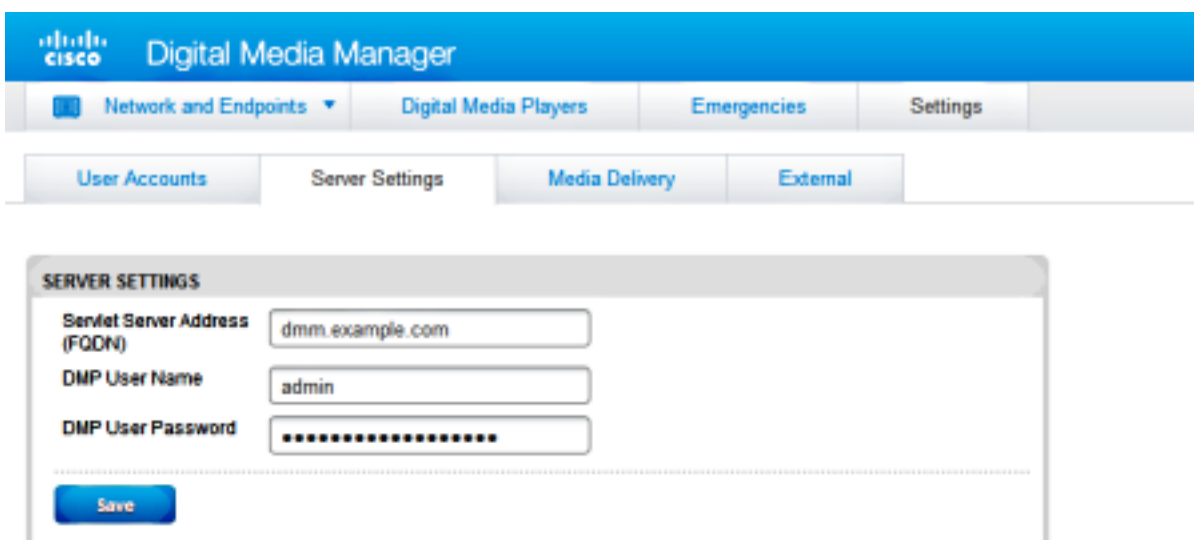 cisco Digital Media Manager
Network and Endpoints Digital Media Players Emergencies Settings
User Accounts Server Settings Media Delivery External
SERVER SETTINGS
Servlet Server Address
(FQDN)
dmm.example.com
DMP User Name
admin
DMP User Password
••••••••••••••••••
Save